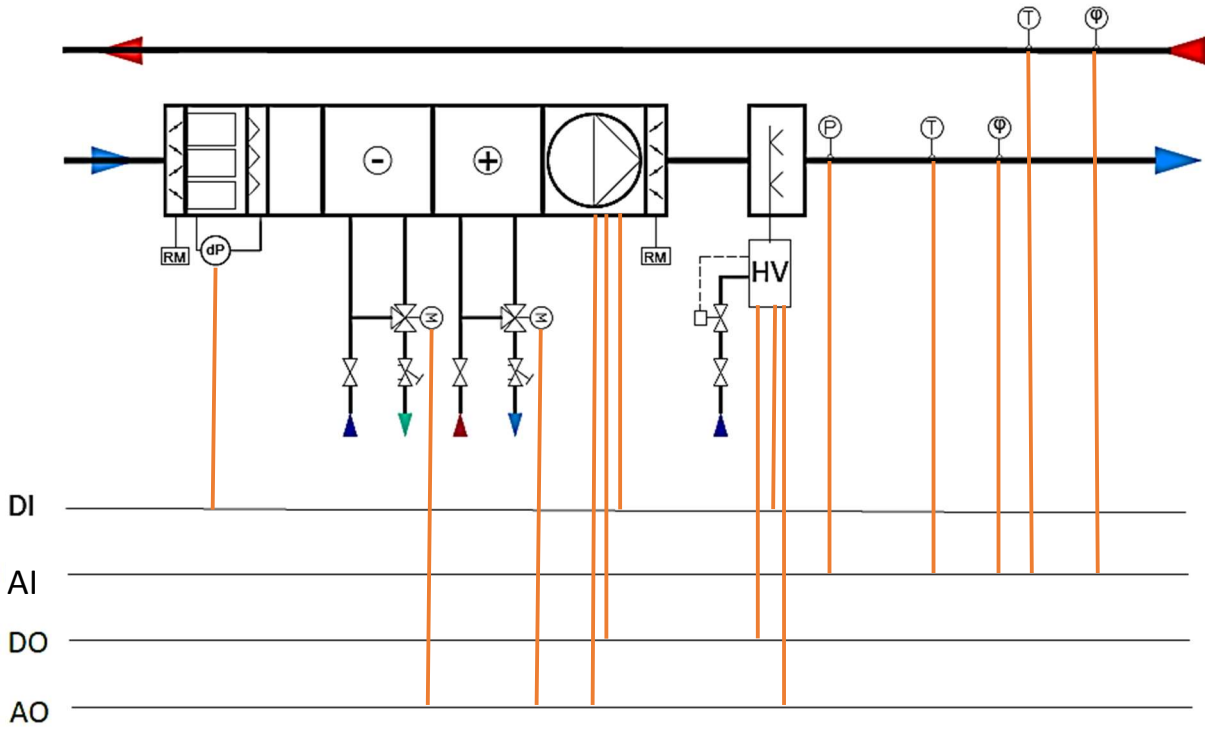 T φ
P T φ
- +
RM dP RM
HV
M M
DI
AI
DO
AO